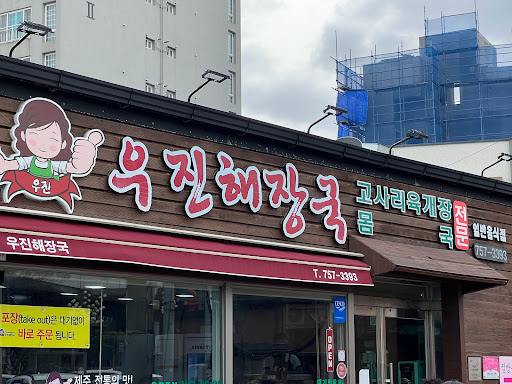 우진
우진해장국
고사리육개장
몸국
전문
일반음식점
757-3393
우진해장국
T. 757-3393
포장(take out)은 대기없이
바로 주문 됩니다.
OPEN
제주 전통의 맛!